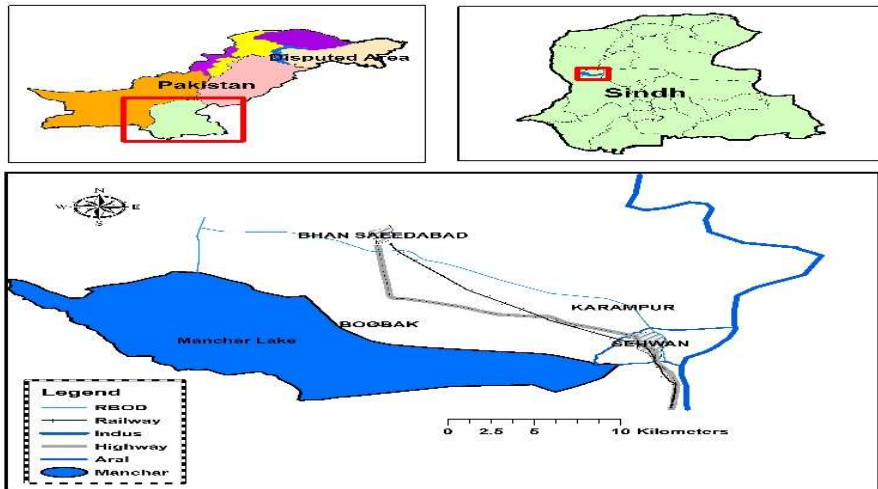 Disputed Area
Pakistan
Sindh
N
W E
S
BHAN SAEEDABAD
KARAMPUR
BOOBAK
SEHWAN
Manchar Lake
Legend
RBOD
Railway
Indus
Highway
Aral
Manchar
0 2.5 5 10 Kilometers